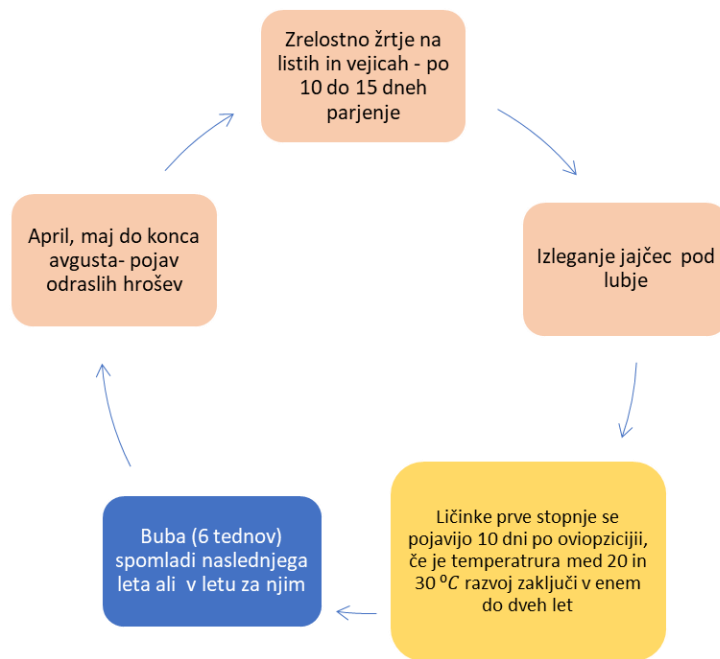 Zrelostno žrtje na
listih in vejicah - po
10 do 15 dneh
parjenje
Izleganje jajčec pod
lubje
Ličinke prve stopnje se
pojavijo 10 dni po oviopziciji,
če je temperatrura med 20 in
30 ⁰C razvoj zaključi v enem
do dveh let
Buba (6 tednov)
spomladi naslednjega
leta ali v letu za njim
April, maj do konca
avgusta- pojav
odraslih hrošev